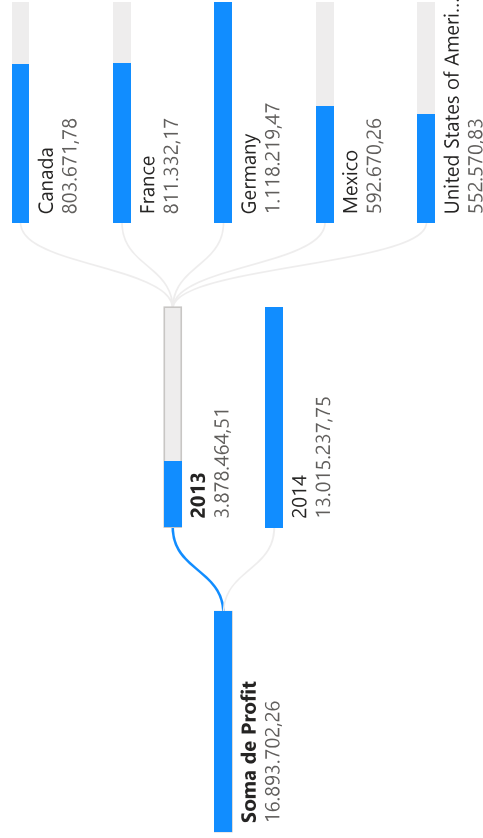 Soma de Profit
16.893.702,26
2013
3.878.464,51
2014
13.015.237,75
Canada
803.671,78
France
811.332,17
Germany
1.118.219,47
Mexico
592.670,26
United States of Ameri...
552.570,83